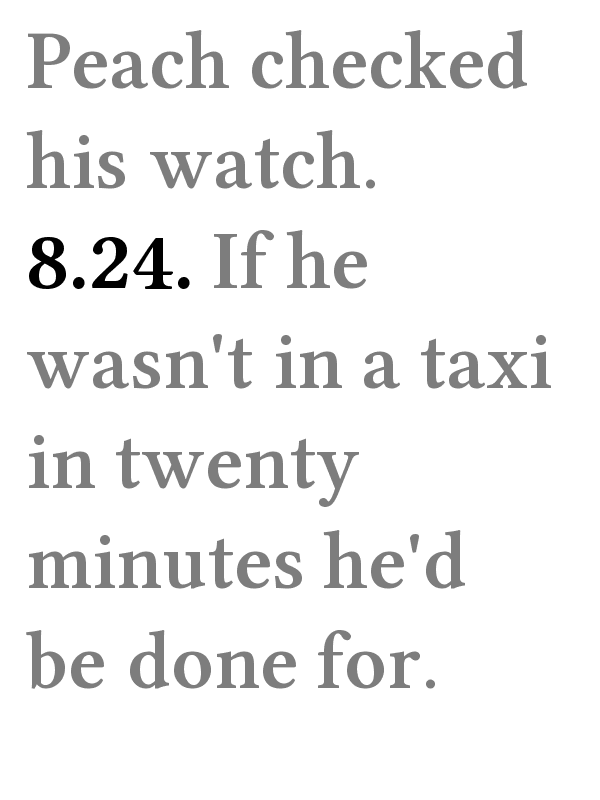 Peach checked
his watch.
8.24. If he
wasn't in a taxi
in twenty
minutes he'd
be done for.